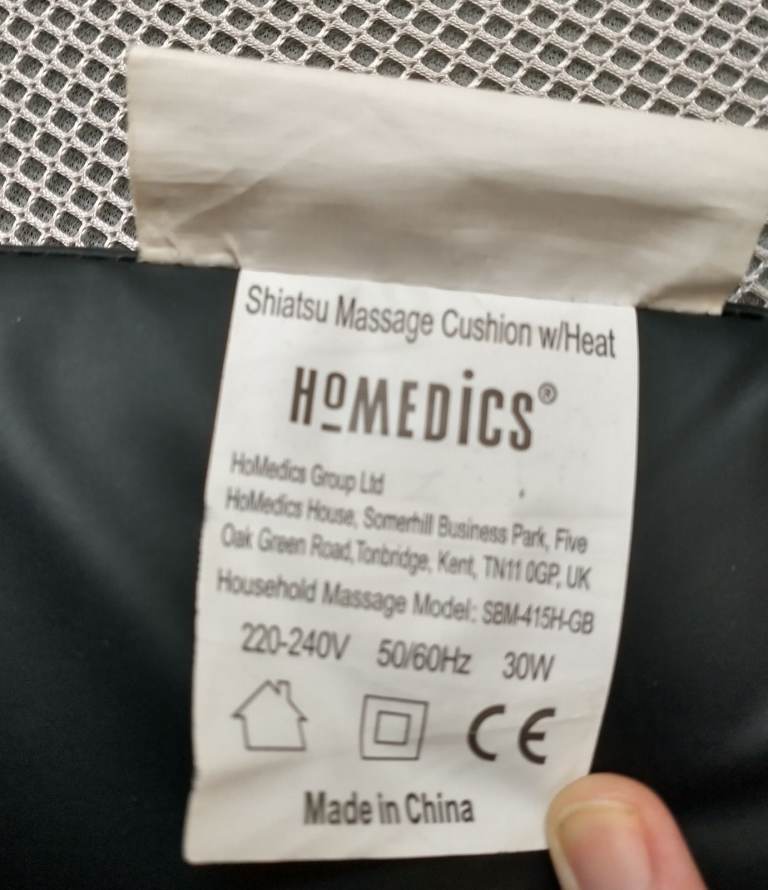 Shiatsu Massage Cushion w/Heat
HoMEDiCS®
HoMedics Group Ltd
HoMedics House, Somerhill Business Park, Five
Oak Green Road, Tonbridge, Kent, TN11 0GP, UK
Household Massage Model: SBM-415H-GB
220-240V 50/60Hz 30W
CE
Made in China